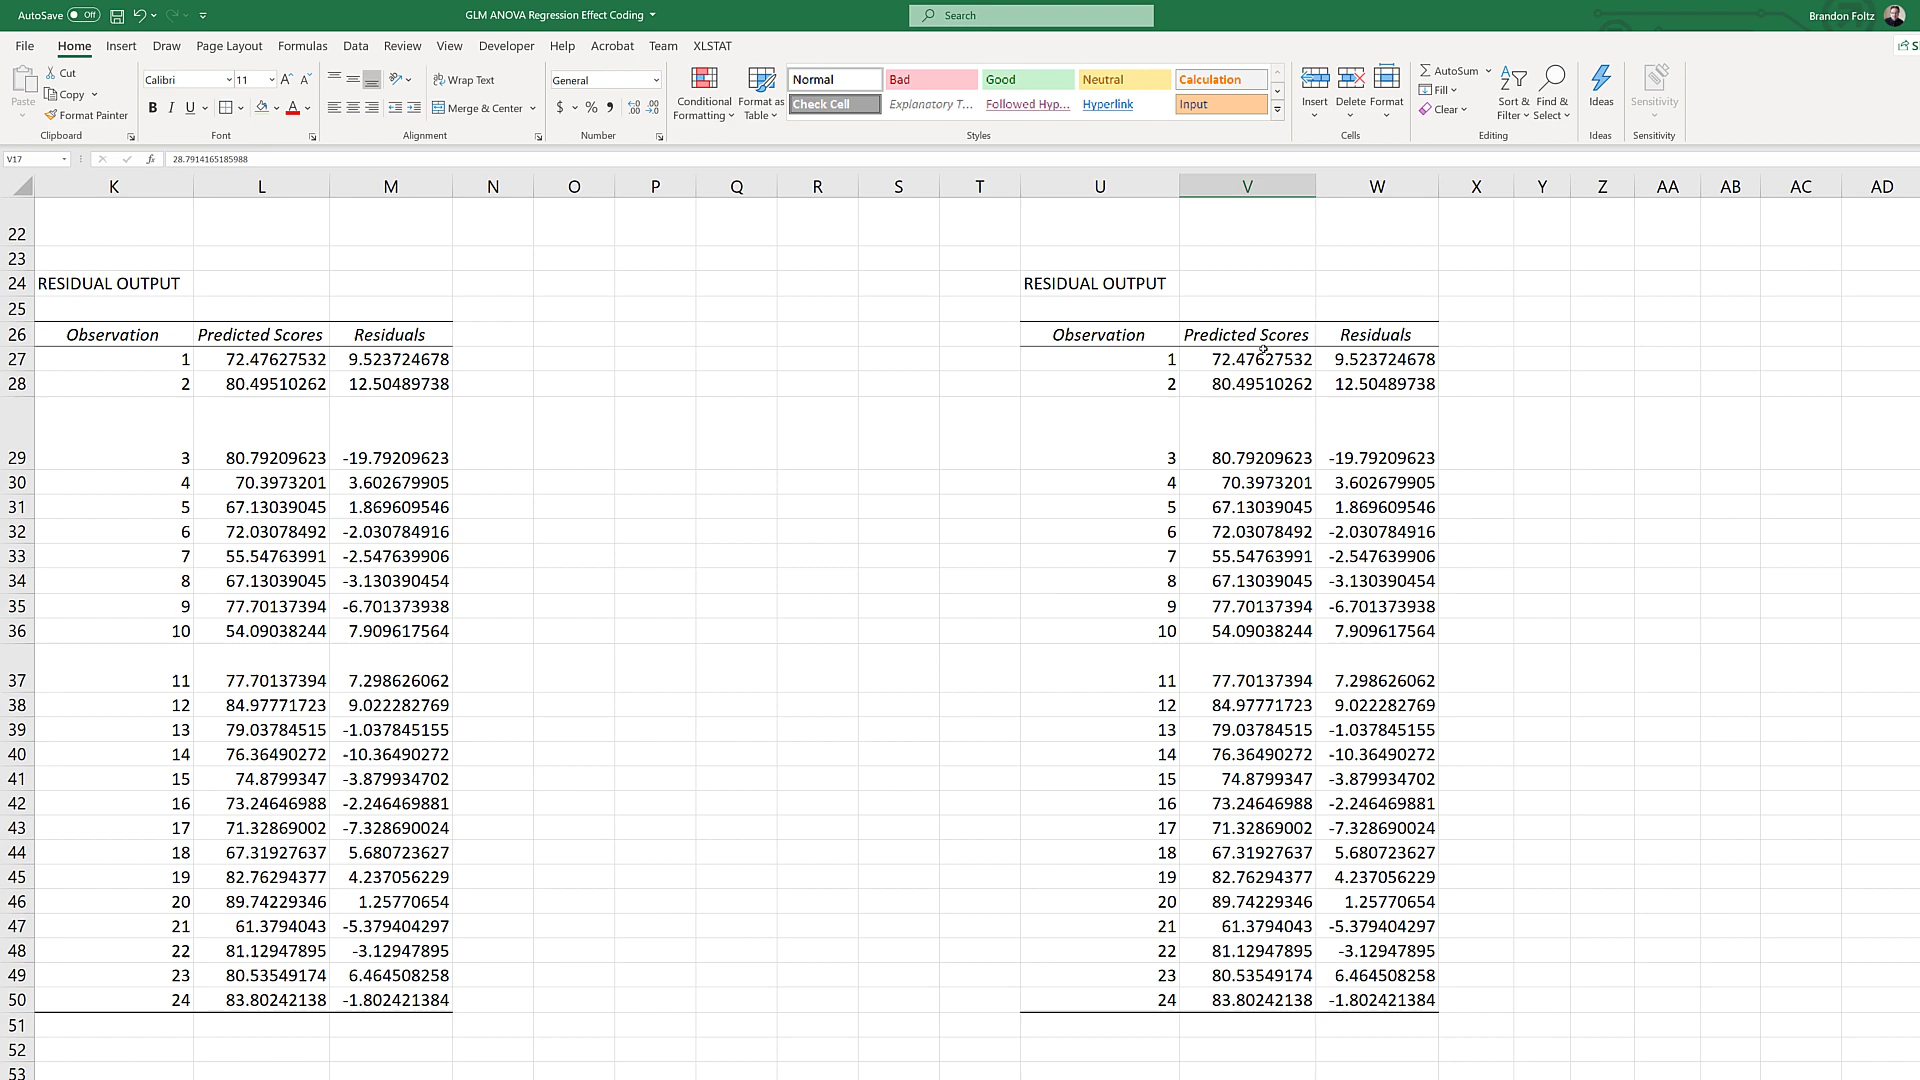 AutoSave Off GLM ANOVA Regression Effect Coding Search Brandon Foltz
File Home Insert Draw Page Layout Formulas Data Review View Developer Help Acrobat Team XLSTAT
Paste Cut Copy Format Painter Clipboard
Calibri 11 B I U Font
Wrap Text Merge & Center Alignment
General $ % Number
Conditional Formatting Format as Table
Normal Bad Good Neutral Calculation
Check Cell Explanatory T... Followed Hyp... Hyperlink Input
Styles
Insert Delete Format Cells
AutoSum Fill Clear Sort & Filter Find & Select Editing
Ideas Ideas
Sensitivity Sensitivity
V17 fx 28.7914165185988
K L M N O P Q R S T U V W X Y Z AA AB AC AD
22
23
24 RESIDUAL OUTPUT RESIDUAL OUTPUT
25
26 Observation Predicted Scores Residuals Observation Predicted Scores Residuals
27 1 72.47627532 9.523724678 1 72.47627532 9.523724678
28 2 80.49510262 12.50489738 2 80.49510262 12.50489738
29 3 80.79209623 -19.79209623 3 80.79209623 -19.79209623
30 4 70.3973201 3.602679905 4 70.3973201 3.602679905
31 5 67.13039045 1.869609546 5 67.13039045 1.869609546
32 6 72.03078492 -2.030784916 6 72.03078492 -2.030784916
33 7 55.54763991 -2.547639906 7 55.54763991 -2.547639906
34 8 67.13039045 -3.130390454 8 67.13039045 -3.130390454
35 9 77.70137394 -6.701373938 9 77.70137394 -6.701373938
36 10 54.09038244 7.909617564 10 54.09038244 7.909617564
37 11 77.70137394 7.298626062 11 77.70137394 7.298626062
38 12 84.97771723 9.022282769 12 84.97771723 9.022282769
39 13 79.03784515 -1.037845155 13 79.03784515 -1.037845155
40 14 76.36490272 -10.36490272 14 76.36490272 -10.36490272
41 15 74.8799347 -3.879934702 15 74.8799347 -3.879934702
42 16 73.24646988 -2.246469881 16 73.24646988 -2.246469881
43 17 71.32869002 -7.328690024 17 71.32869002 -7.328690024
44 18 67.31927637 5.680723627 18 67.31927637 5.680723627
45 19 82.76294377 4.237056229 19 82.76294377 4.237056229
46 20 89.74229346 1.25770654 20 89.74229346 1.25770654
47 21 61.3794043 -5.379404297 21 61.3794043 -5.379404297
48 22 81.12947895 -3.12947895 22 81.12947895 -3.12947895
49 23 80.53549174 6.464508258 23 80.53549174 6.464508258
50 24 83.80242138 -1.802421384 24 83.80242138 -1.802421384
51
52
53